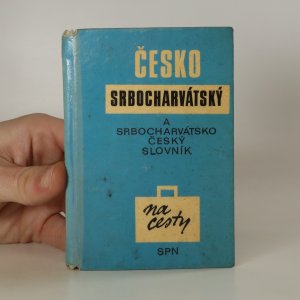 ČESKO
SRBOCHARVÁTSKÝ
A
SRBOCHARVÁTSKO
ČESKÝ
SLOVNÍK
na
cesty
SPN